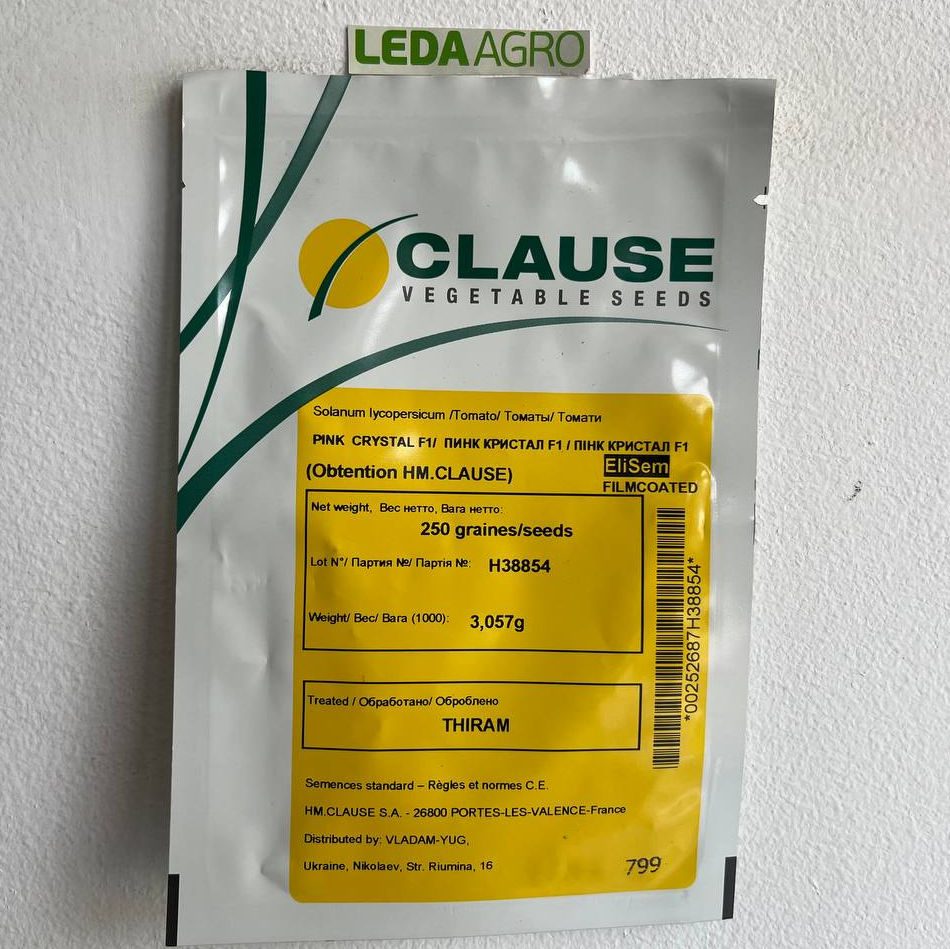 LEDAAGRO
CLAUSE
VEGETABLE SEEDS
Solanum lycopersicum /Tomato/ Томаты/ Томати
PINK CRYSTAL F1/ ПИНК КРИСТАЛ F1 / ПІНК КРИСТАЛ F1
(Obtention HM.CLAUSE)
EliSem
FILMCOATED
Net weight, Вес нетто, Вага нетто:
250 graines/seeds
Lot N°/ Партия №/ Партія №: H38854
Weight/ Вес/ Вага (1000): 3,057g
*00252687H38854*
Treated / Обработано/ Оброблено
THIRAM
Semences standard – Règles et normes C.E.
HM.CLAUSE S.A. - 26800 PORTES-LES-VALENCE-France
Distributed by: VLADAM-YUG,
Ukraine, Nikolaev, Str. Riumina, 16
799